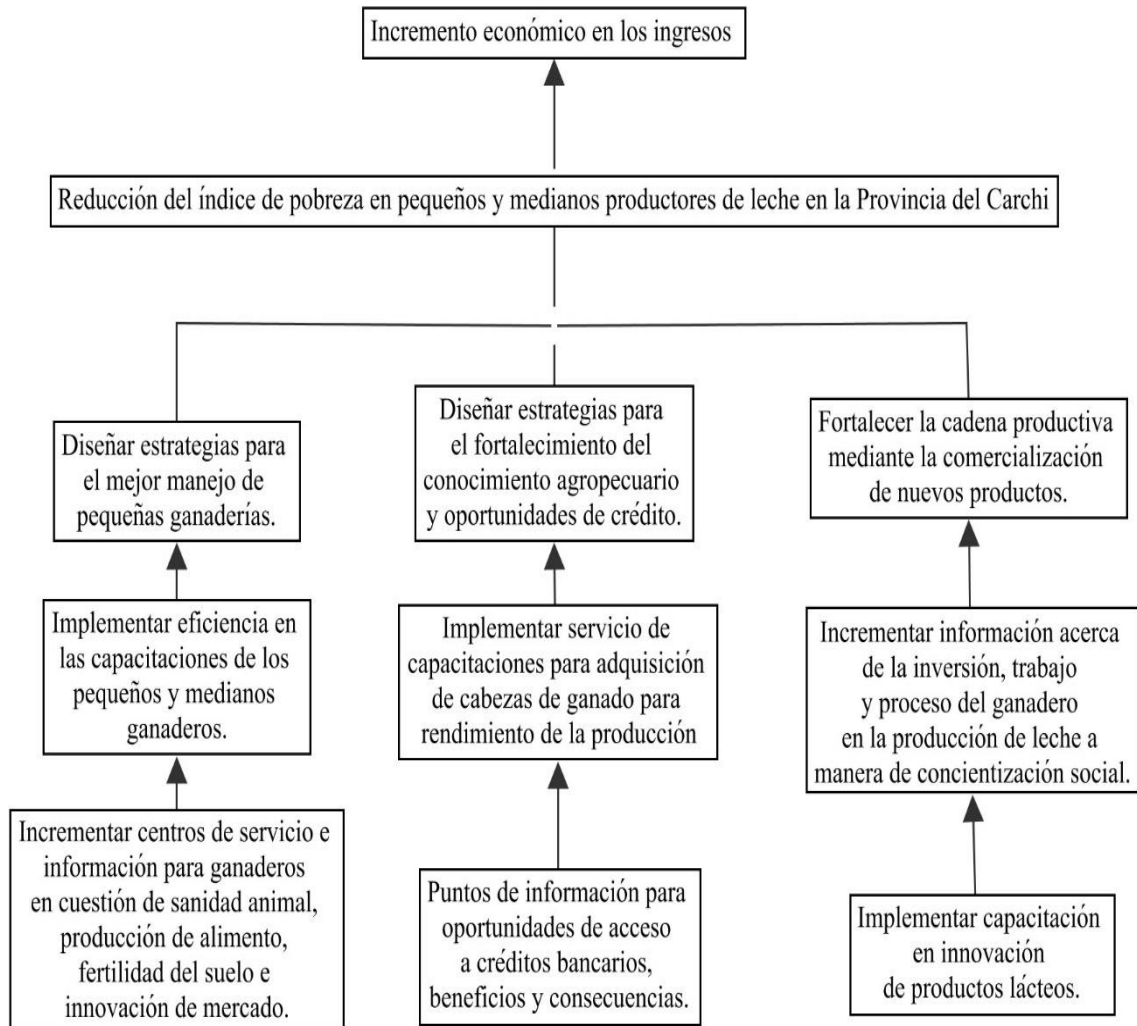 Incremento económico en los ingresos
Reducción del índice de pobreza en pequeños y medianos productores de leche en la Provincia del Carchi
Diseñar estrategias para
el mejor manejo de
pequeñas ganaderías.
Diseñar estrategias para
el fortalecimiento del
conocimiento agropecuario
y oportunidades de crédito.
Fortalecer la cadena productiva
mediante la comercialización
de nuevos productos.
Implementar eficiencia en
las capacitaciones de los
pequeños y medianos
ganaderos.
Implementar servicio de
capacitaciones para adquisición
de cabezas de ganado para
rendimiento de la producción
Incrementar información acerca
de la inversión, trabajo
y proceso del ganadero
en la producción de leche a
manera de concientización social.
Incrementar centros de servicio e
información para ganaderos
en cuestión de sanidad animal,
producción de alimento,
fertilidad del suelo e
innovación de mercado.
Puntos de información para
oportunidades de acceso
a créditos bancarios,
beneficios y consecuencias.
Implementar capacitación
en innovación
de productos lácteos.